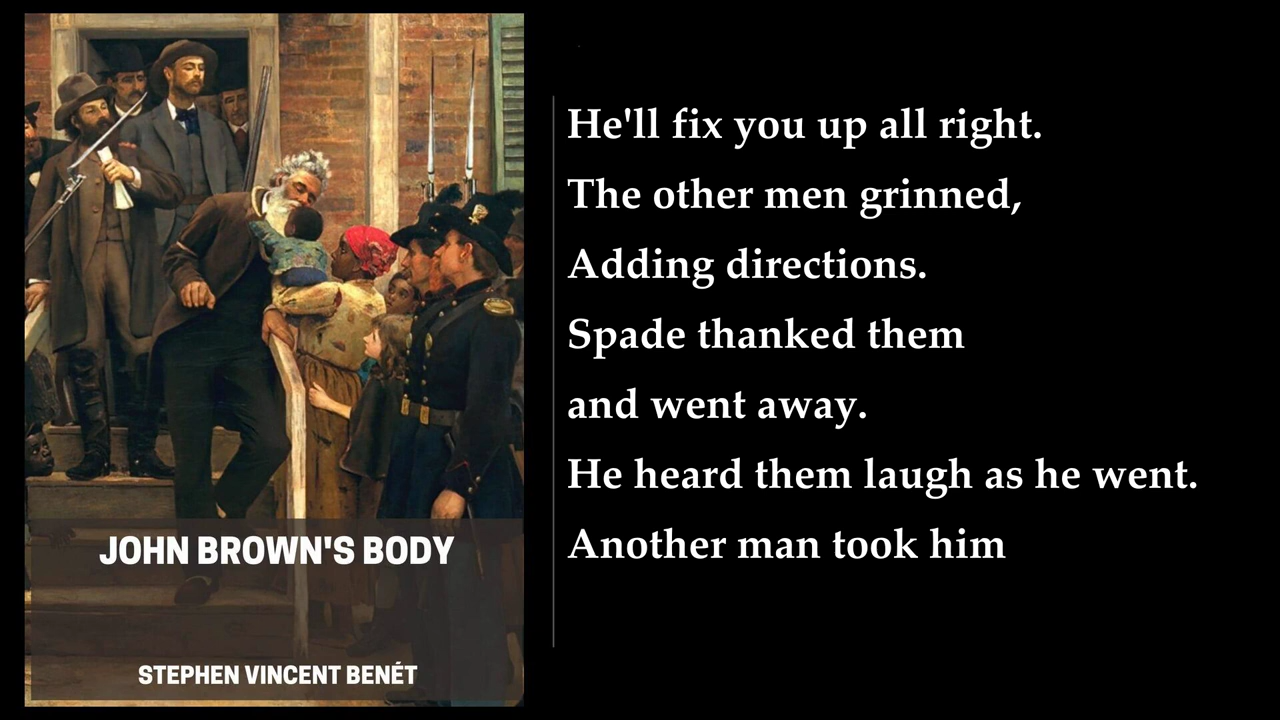 JOHN BROWN'S BODY
STEPHEN VINCENT BENÉT
He'll fix you up all right.
The other men grinned,
Adding directions.
Spade thanked them
and went away.
He heard them laugh as he went.
Another man took him